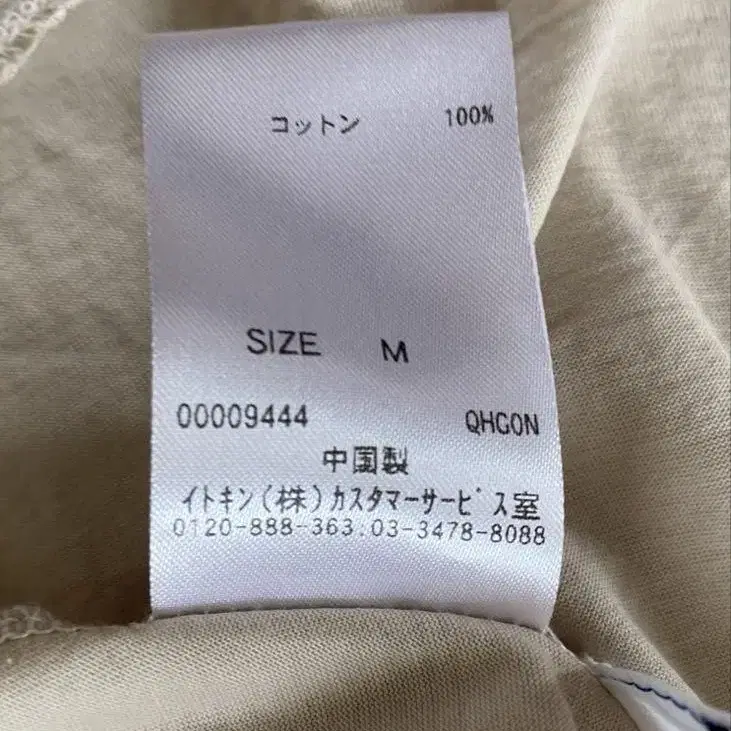 コットン 100%
SIZE M
00009444 QHGON
中国製
イトキン(株)カスタマーサービス室
0120-888-363.03-3478-8088